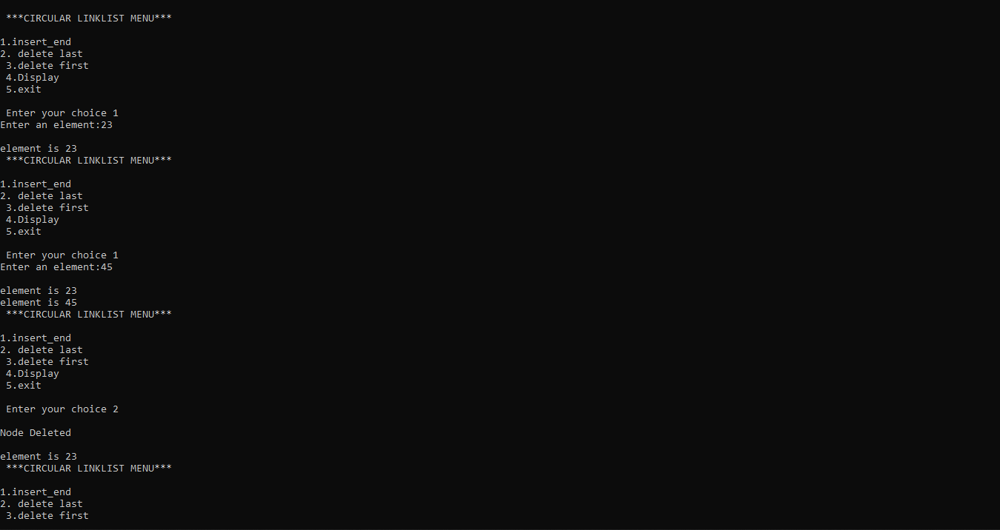 ***CIRCULAR LINKLIST MENU***
1.insert_end
2. delete last
3.delete first
4.Display
5.exit
Enter your choice 1
Enter an element:23
element is 23
***CIRCULAR LINKLIST MENU***
1.insert_end
2. delete last
3.delete first
4.Display
5.exit
Enter your choice 1
Enter an element:45
element is 23
element is 45
***CIRCULAR LINKLIST MENU***
1.insert_end
2. delete last
3.delete first
4.Display
5.exit
Enter your choice 2
Node Deleted
element is 23
***CIRCULAR LINKLIST MENU***
1.insert_end
2. delete last
3.delete first